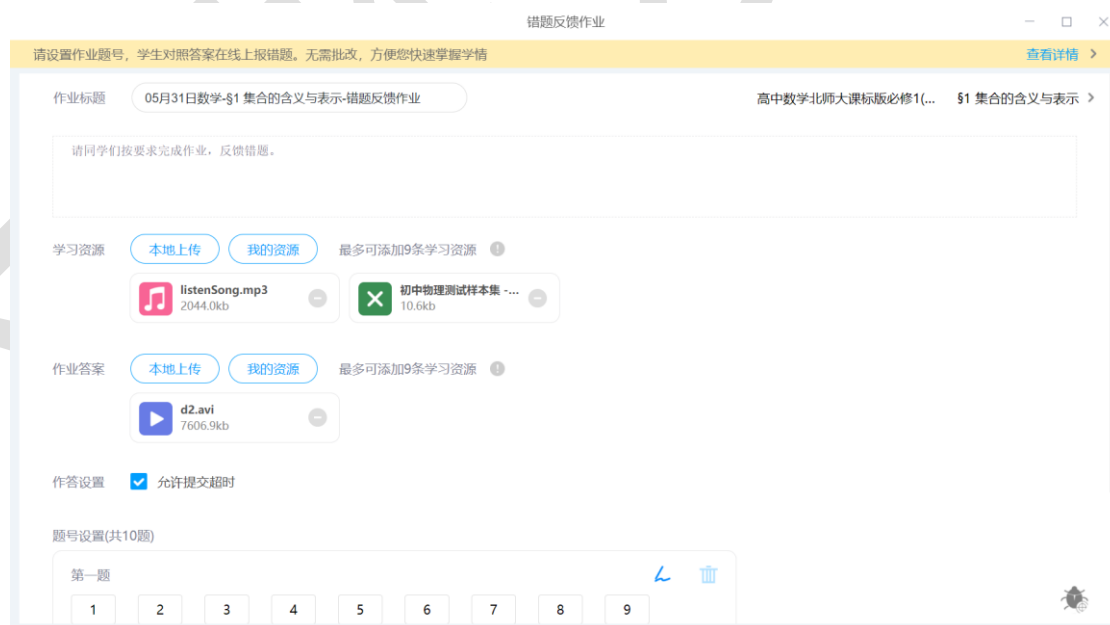 错题反馈作业
请设置作业题号，学生对照答案在线上报错题。无需批改，方便您快速掌握学情 查看详情 >
作业标题 05月31日数学-§1 集合的含义与表示-错题反馈作业 高中数学北师大课标版必修1(... §1 集合的含义与表示 >
请同学们按要求完成作业，反馈错题。
学习资源 本地上传 我的资源 最多可添加9条学习资源
listenSong.mp3 初中物理测试样本集 -...
2044.0kb 10.6kb
作业答案 本地上传 我的资源 最多可添加9条学习资源
d2.avi
7606.9kb
作答设置 允许提交超时
题号设置(共10题)
第一题
1 2 3 4 5 6 7 8 9